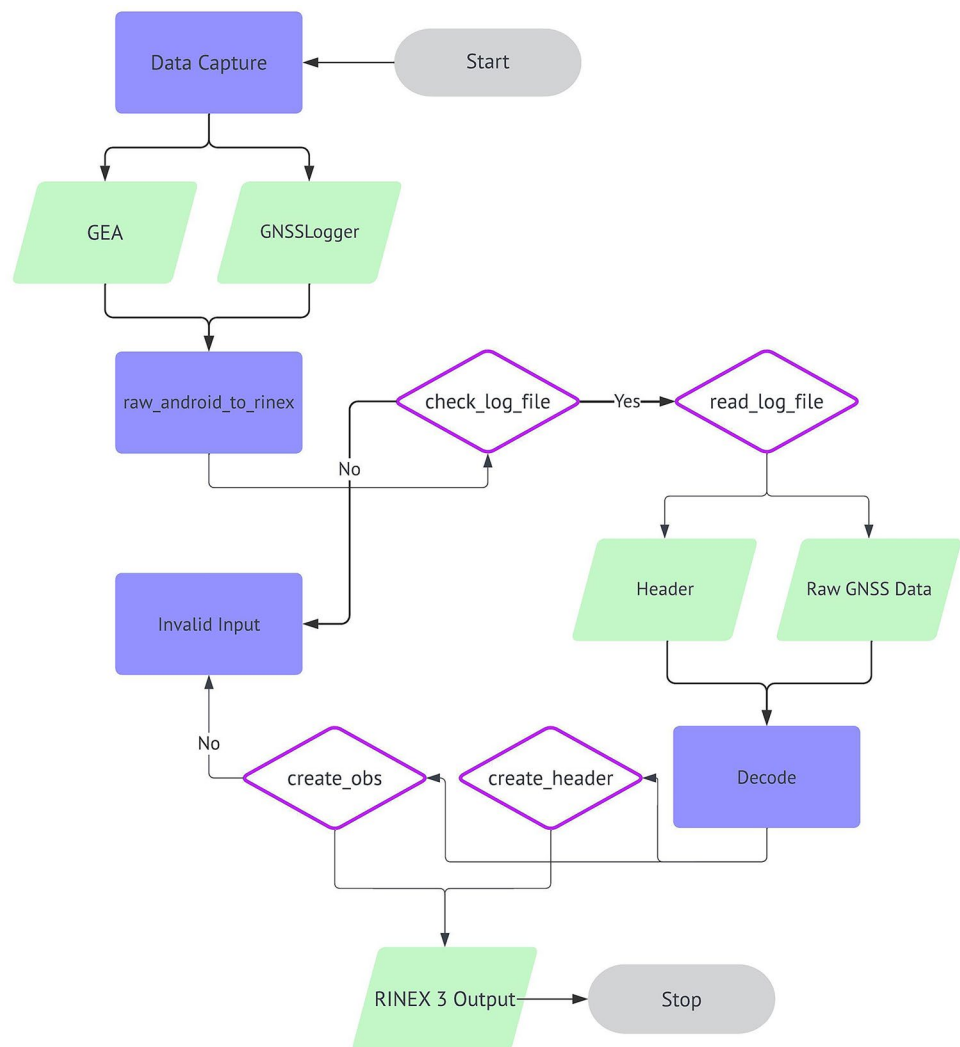 Data Capture
Start
GEA
GNSSLogger
raw_android_to_rinex
check_log_file
Yes
read_log_file
No
Header
Raw GNSS Data
Invalid Input
No
create_obs
create_header
Decode
RINEX 3 Output
Stop